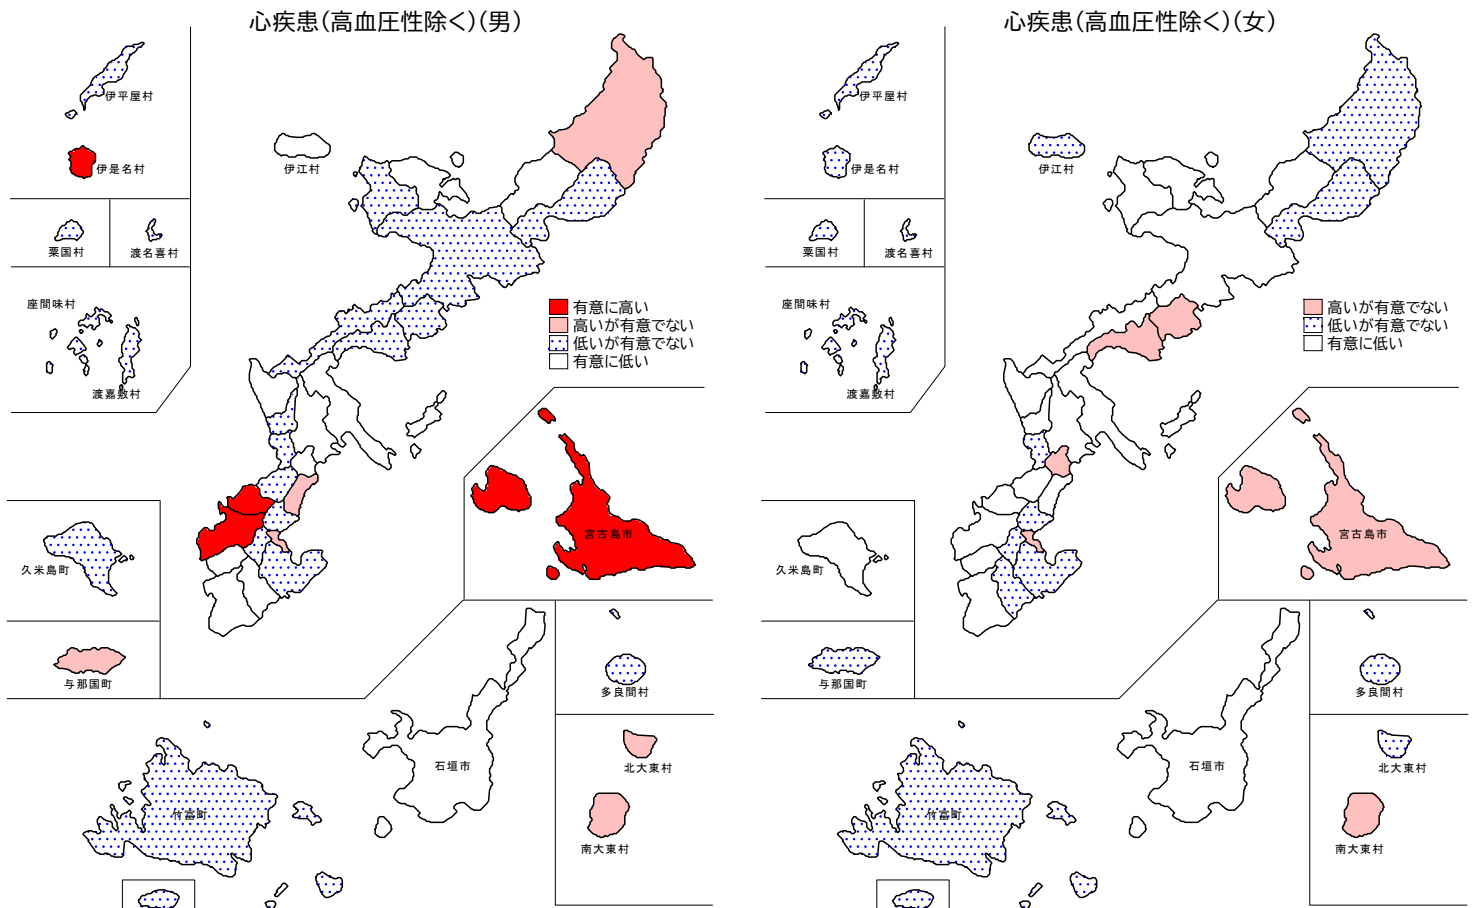 心疾患(高血圧性除く)(男)
伊平屋村
伊是名村
伊江村
粟国村
渡名喜村
座間味村
渡嘉敷村
有意に高い
高いが有意でない
低いが有意でない
有意に低い
宮古島市
久米島町
与那国町
多良間村
石垣市
北大東村
竹富町
南大東村
心疾患(高血圧性除く)(女)
伊平屋村
伊是名村
伊江村
粟国村
渡名喜村
座間味村
渡嘉敷村
高いが有意でない
低いが有意でない
有意に低い
宮古島市
久米島町
与那国町
多良間村
石垣市
北大東村
竹富町
南大東村